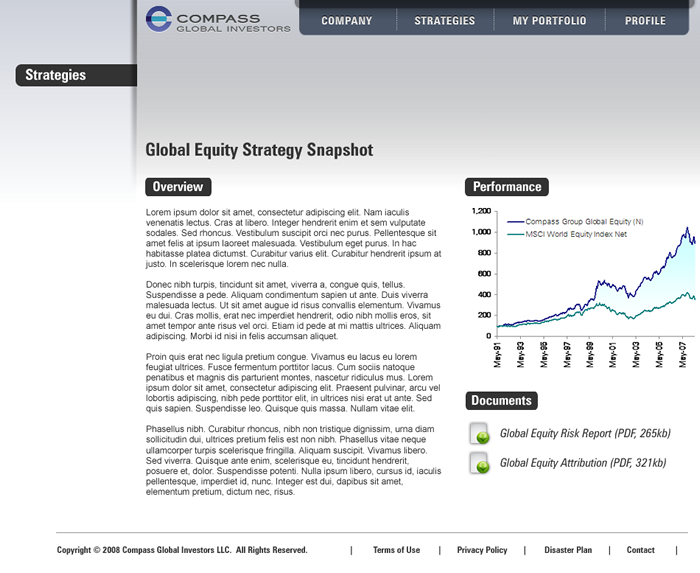 COMPASS
GLOBAL INVESTORS
COMPANY
STRATEGIES
MY PORTFOLIO
PROFILE
Strategies
Global Equity Strategy Snapshot
Overview
Lorem ipsum dolor sit amet, consectetur adipiscing elit. Nam iaculis
venenatis lectus. Cras at libero. Integer hendrerit enim et sem vulputate
sodales. Sed rhoncus. Vestibulum suscipit orci nec purus. Pellentesque sit
amet felis at ipsum laoreet malesuada. Vestibulum eget purus. In hac
habitasse platea dictumst. Curabitur varius elit. Curabitur hendrerit ipsum at
justo. In scelerisque lorem nec nulla.
Donec nibh turpis, tincidunt sit amet, viverra a, congue quis, tellus.
Suspendisse a pede. Aliquam condimentum sapien ut ante. Duis viverra
malesuada lectus. Ut sit amet augue id risus convallis elementum. Vivamus
eu dui. Cras mollis, erat nec imperdiet hendrerit, odio nibh mollis eros, sit
amet tempor ante risus vel orci. Etiam id pede at mi mattis ultrices. Aliquam
adipiscing. Morbi id nisi in felis accumsan aliquet.
Proin quis erat nec ligula pretium congue. Vivamus eu lacus eu lorem
feugiat ultrices. Fusce fermentum porttitor lacus. Cum sociis natoque
penatibus et magnis dis parturient montes, nascetur ridiculus mus. Lorem
ipsum dolor sit amet, consectetur adipiscing elit. Praesent pulvinar, arcu vel
lobortis adipiscing, nibh pede porttitor elit, in ultrices nisi erat ut ante. Sed
quis sapien. Suspendisse leo. Quisque quis massa. Nullam vitae elit.
Phasellus nibh. Curabitur rhoncus, nibh non tristique dignissim, urna diam
sollicitudin dui, ultrices pretium felis est non nibh. Phasellus vitae neque
ullamcorper turpis scelerisque fringilla. Aliquam suscipit. Vivamus libero.
Sed viverra. Quisque ante enim, scelerisque eu, tincidunt hendrerit,
posuere et, dolor. Suspendisse potenti. Nulla ipsum libero, cursus id, iaculis
pellentesque, imperdiet id, nunc. Integer est dui, dapibus sit amet,
elementum pretium, dictum nec, risus.
Performance
Compass Group Global Equity (N)
MSCI World Equity Index Net
1,200
1,000
800
600
400
200
0
May-91
May-93
May-95
May-97
May-99
May-01
May-03
May-05
May-07
Documents
Global Equity Risk Report (PDF, 265kb)
Global Equity Attribution (PDF, 321kb)
Copyright © 2008 Compass Global Investors LLC. All Rights Reserved. | Terms of Use | Privacy Policy | Disaster Plan | Contact |